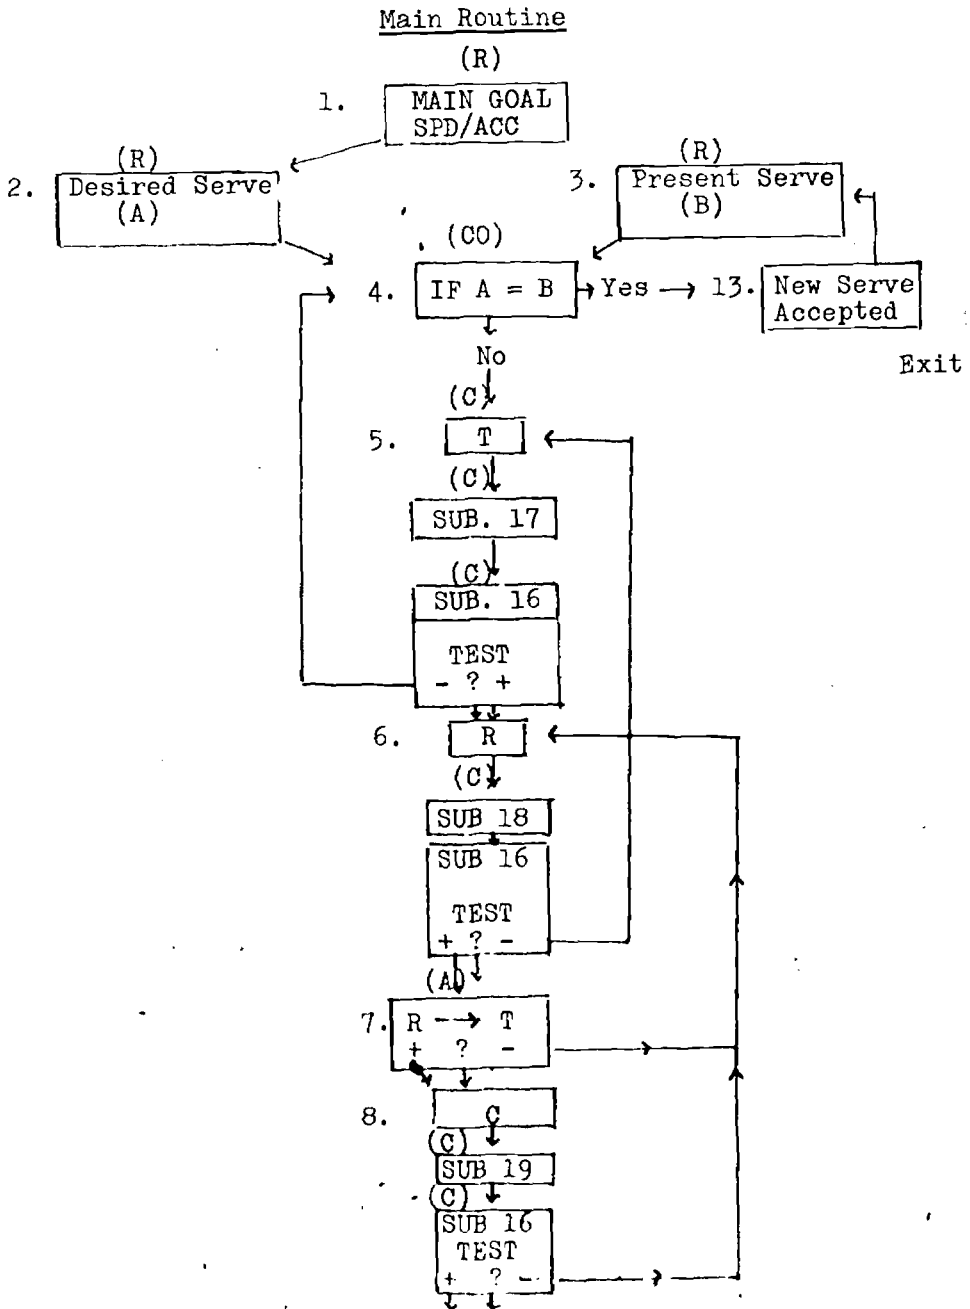 Main Routine
(R)
1. MAIN GOAL
SPD/ACC
(R)
2. Desired Serve
(A)
(R)
3. Present Serve
(B)
(CO)
4. IF A = B
Yes
13. New Serve
Accepted
Exit
No
(C)
5. T
(C)
SUB. 17
(C)
SUB. 16
TEST
- ? +
6. R
(C)
SUB 18
SUB 16
TEST
+ ? -
(A)
7. R → T
+ ? -
8. C
(C)
SUB 19
(C)
SUB 16
TEST
+ ? -